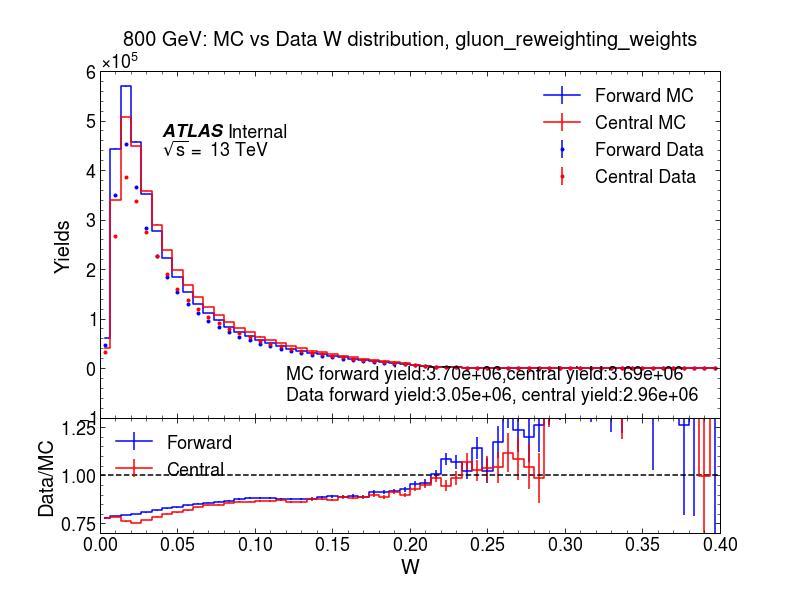 800 GeV: MC vs Data W distribution, gluon_reweighting_weights
×10⁵
6
5
4
3
2
1
0
−1
Yields
ATLAS Internal
√s = 13 TeV
Forward MC
Central MC
Forward Data
Central Data
MC forward yield:3.70e+06,central yield:3.69e+06
Data forward yield:3.05e+06, central yield:2.96e+06
1.25
1.00
0.75
Data/MC
Forward
Central
0.00 0.05 0.10 0.15 0.20 0.25 0.30 0.35 0.40
W